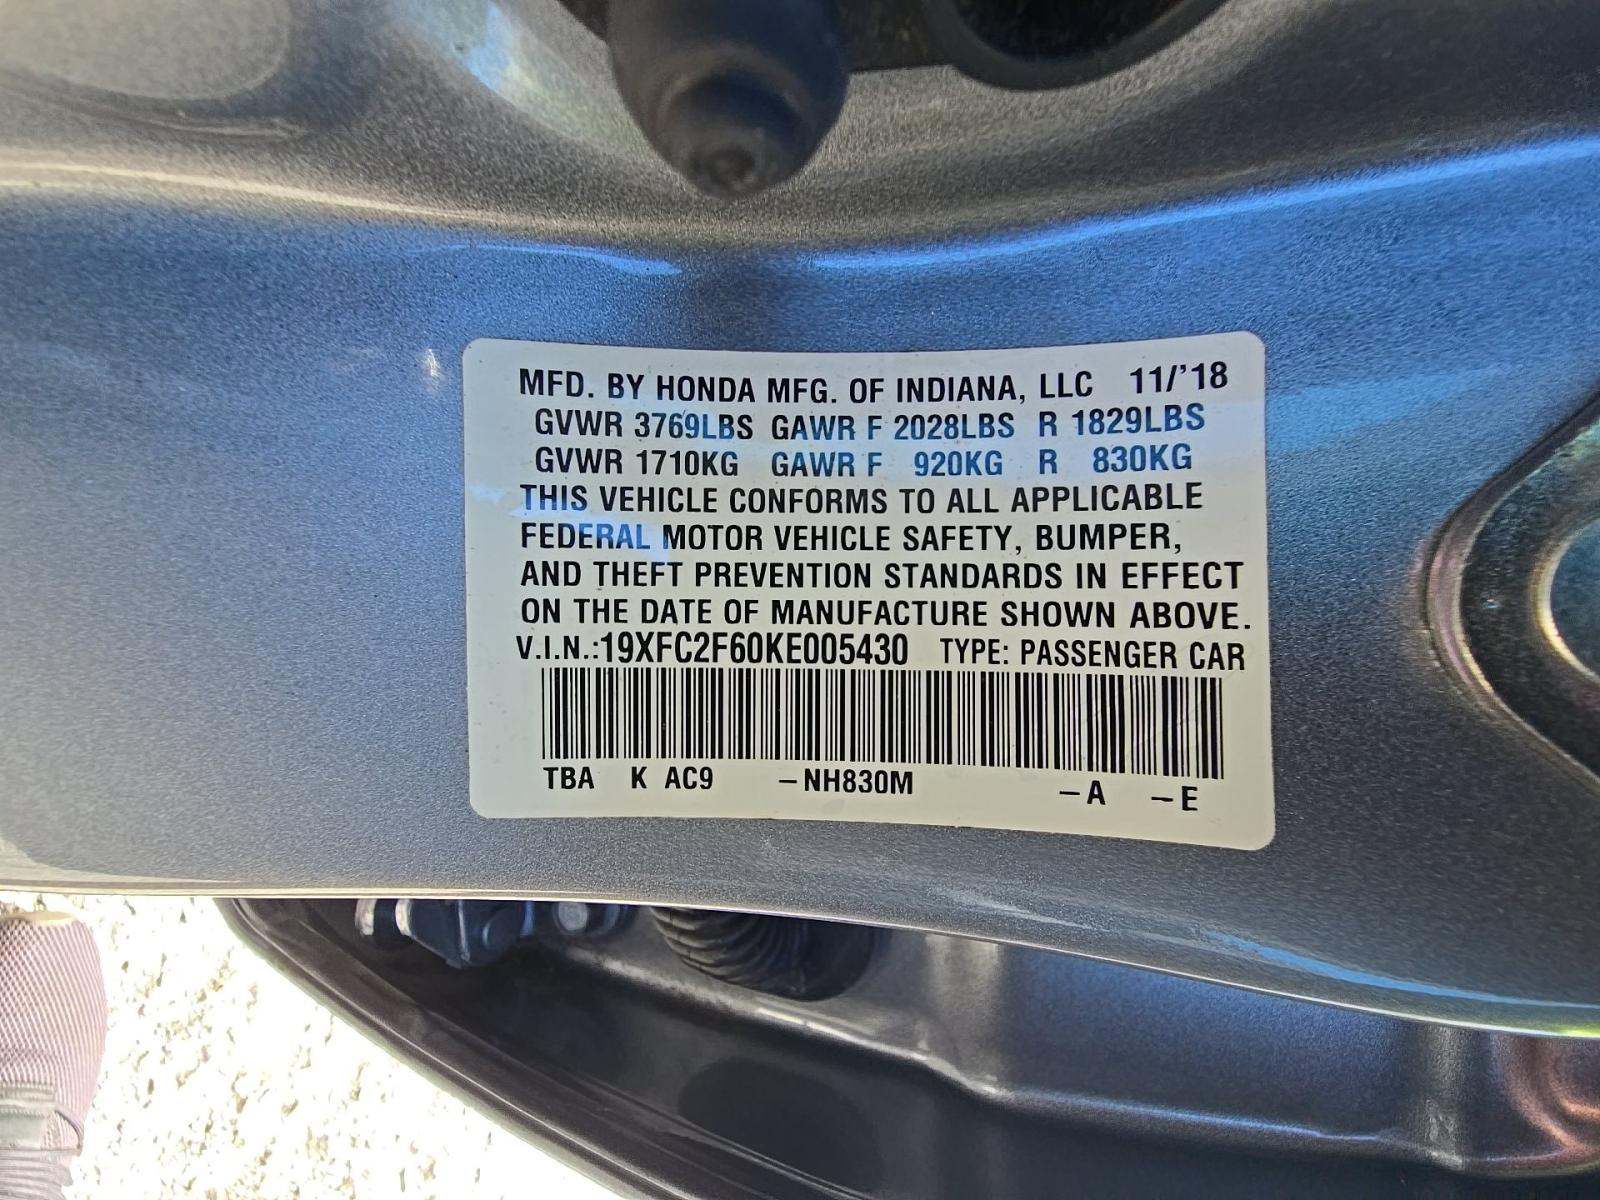 MFD. BY HONDA MFG. OF INDIANA, LLC 11/'18
GVWR 3769LBS GAWR F 2028LBS R 1829LBS
GVWR 1710KG GAWR F 920KG R 830KG
THIS VEHICLE CONFORMS TO ALL APPLICABLE
FEDERAL MOTOR VEHICLE SAFETY, BUMPER,
AND THEFT PREVENTION STANDARDS IN EFFECT
ON THE DATE OF MANUFACTURE SHOWN ABOVE.
V.I.N.:19XFC2F60KE005430 TYPE: PASSENGER CAR
TBA K AC9 –NH830M –A –E